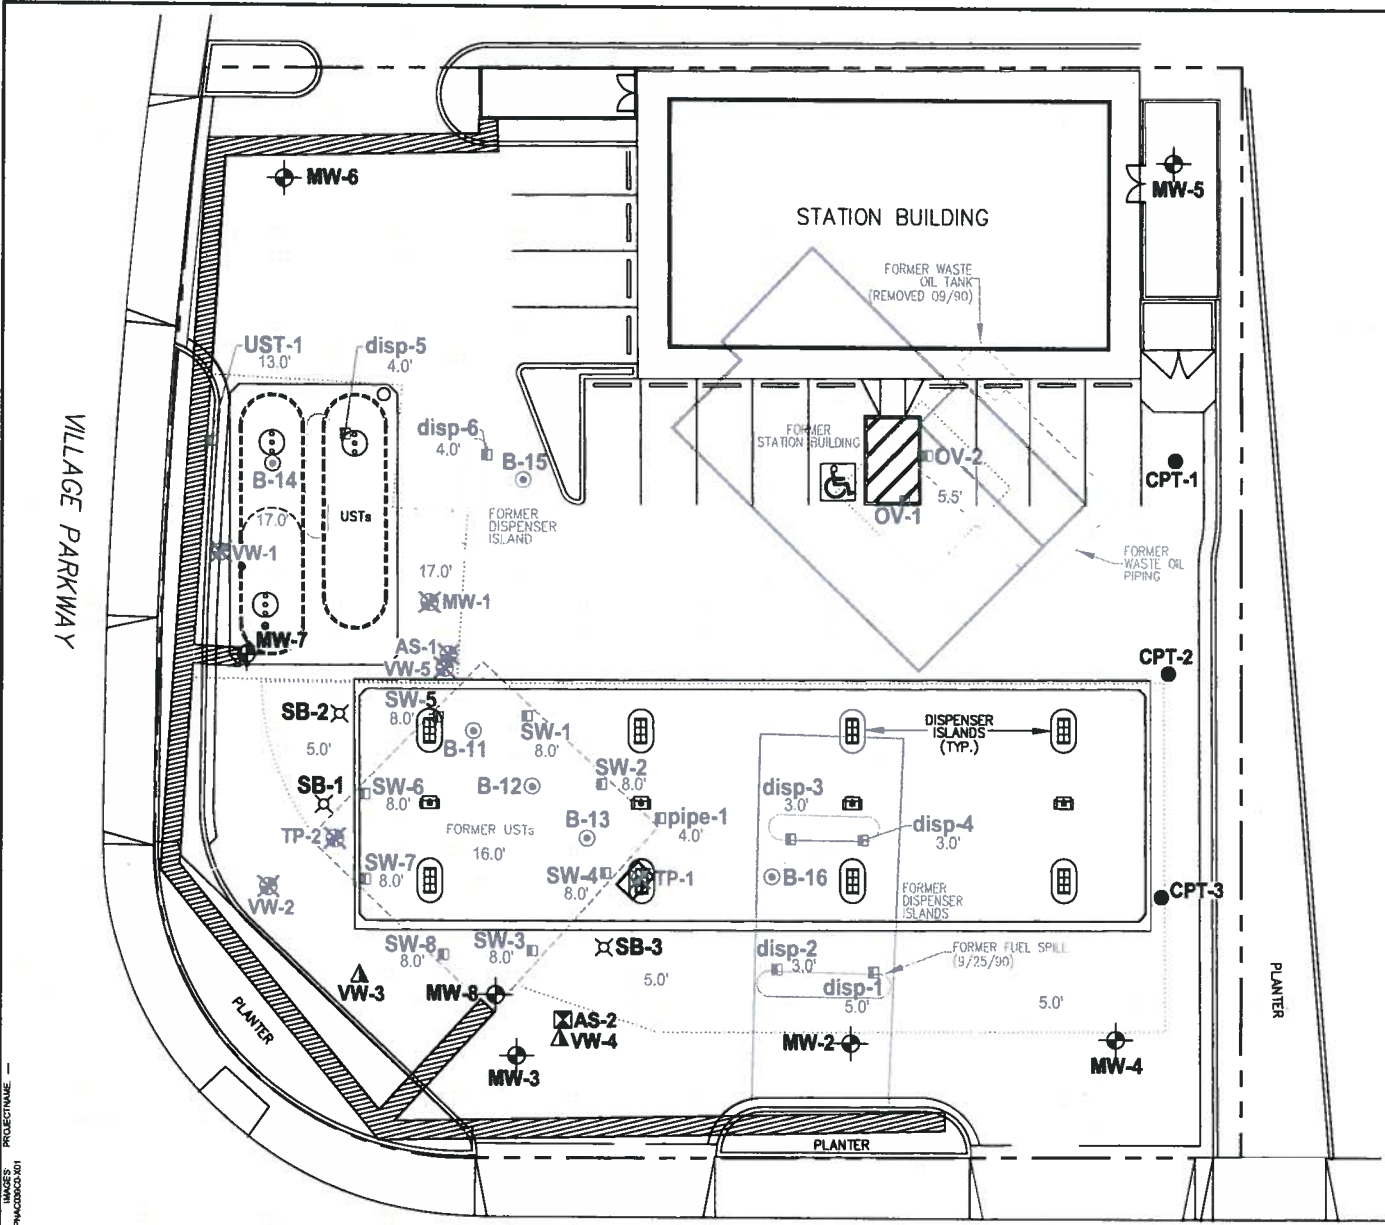 MW-6
MW-5
STATION BUILDING
FORMER WASTE
OIL TANK
(REMOVED 09/90)
UST-1
13.0'
disp-5
4.0'
disp-6
4.0'
B-15
FORMER
STATION BUILDING
OV-2
5.5'
OV-1
CPT-1
B-14
17.0'
USTs
FORMER
DISPENSER
ISLAND
VW-1
FORMER
WASTE OIL
PIPING
17.0'
MW-1
VILLAGE PARKWAY
MW-7
AS-1
VW-5
CPT-2
SW-5
8.0'
SB-2
5.0'
B-11
SW-1
8.0'
DISPENSER
ISLANDS
(TYP.)
SB-1
SW-6
8.0'
B-12
SW-2
8.0'
disp-3
3.0'
TP-2
FORMER USTs
16.0'
B-13
pipe-1
4.0'
disp-4
3.0'
SW-7
8.0'
SW-4
8.0'
TP-1
B-16
FORMER
DISPENSER
ISLANDS
CPT-3
VW-2
SW-8
8.0'
SW-3
8.0'
SB-3
5.0'
disp-2
3.0'
FORMER FUEL SPILL
(9/25/90)
disp-1
5.0'
5.0'
VW-3
MW-8
PLANTER
PLANTER
AS-2
VW-4
MW-3
MW-2
MW-4
PLANTER
IMAGES: PROJECTNAME: —